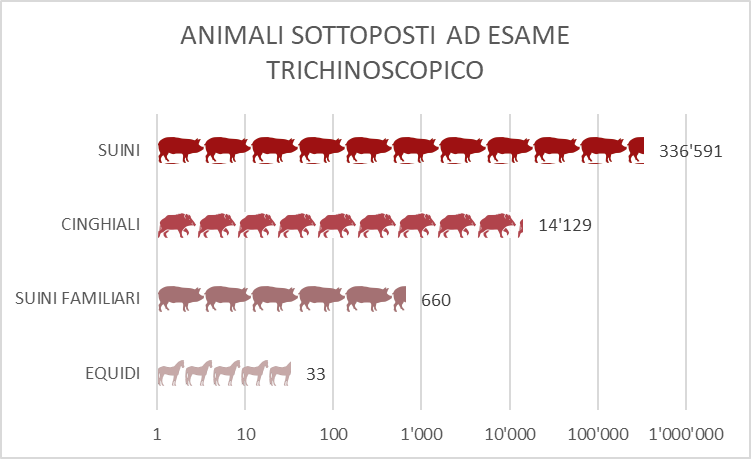 ANIMALI SOTTOPOSTI AD ESAME
TRICHINOSCOPICO
SUINI
336'591
CINGHIALI
14'129
SUINI FAMILIARI
660
EQUIDI
33
1
10
100
1'000
10'000
100'000
1'000'000